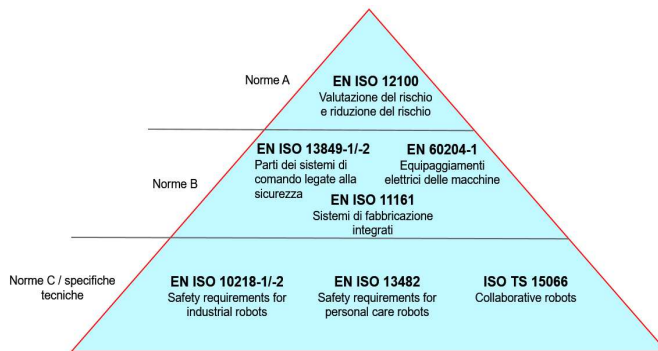 Norme A
EN ISO 12100
Valutazione del rischio
e riduzione del rischio
Norme B
EN ISO 13849-1/-2
Parti dei sistemi di
comando legate alla
sicurezza
EN 60204-1
Equipaggiamenti
elettrici delle macchine
EN ISO 11161
Sistemi di fabbricazione
integrati
Norme C / specifiche
tecniche
EN ISO 10218-1/-2
Safety requirements for
industrial robots
EN ISO 13482
Safety requirements for
personal care robots
ISO TS 15066
Collaborative robots